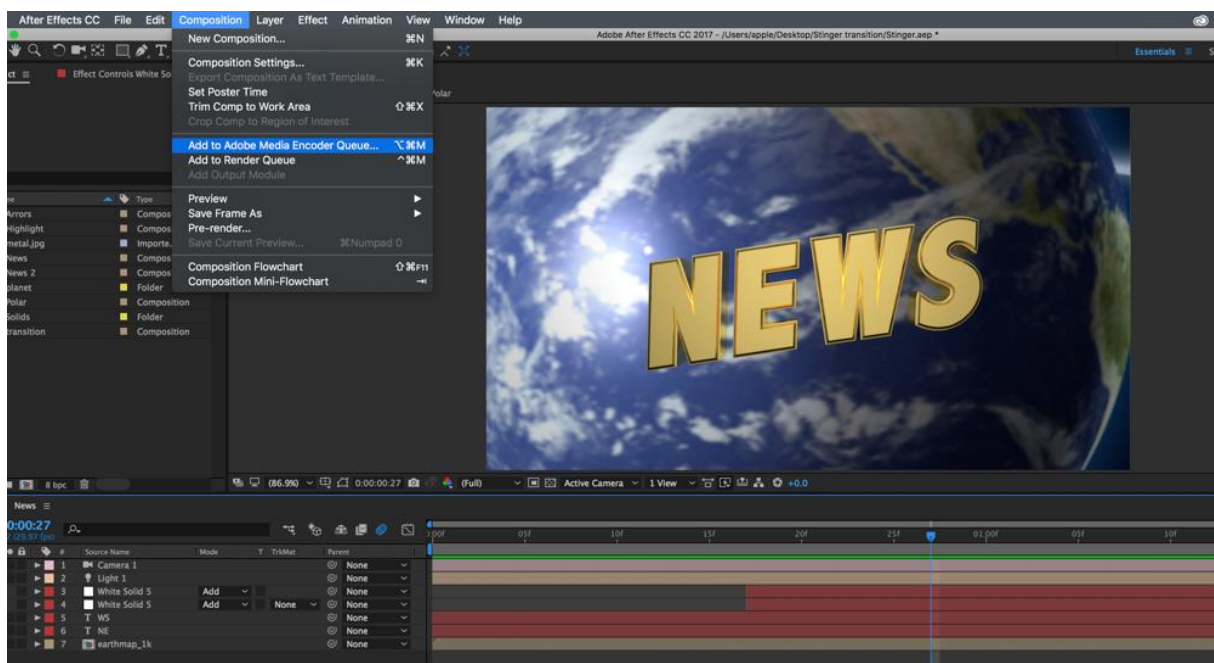 After Effects CC File Edit Composition Layer Effect Animation View Window Help
Adobe After Effects CC 2017 - /Users/apple/Desktop/Stinger transition/Stinger.aep *
New Composition... ⌘N
Composition Settings... ⌘K
Export Composition As Text Template...
Set Poster Time
Trim Comp to Work Area ⇧⌘X
Crop Comp to Region of Interest
Add to Adobe Media Encoder Queue... ⌥⌘M
Add to Render Queue ^⌘M
Add Output Module
Preview ▶
Save Frame As ▶
Pre-render...
Save Current Preview... ⌘Numpad 0
Composition Flowchart ⇧⌘F11
Composition Mini-Flowchart
Essentials
Effect Controls White So
Polar
Type
Arrors Compos
Highlight Compos
metal.jpg Importe.
News Compos
News 2 Compos
planet Folder
Polar Composition
Solids Folder
transition Composition
NEWS
8 bpc
(86.9%) 0:00:00:27 (Full) Active Camera 1 View +0.0
News
0:00:27
(29.97 fps)
# Source Name Mode T TrkMat Parent
1 Camera 1 None
2 Light 1 None
3 White Solid 5 Add None
4 White Solid 5 Add None None
5 T WS None
6 T NE None
7 earthmap_1k None
05f 10f 15f 20f 25f 01:00f 05f 10f